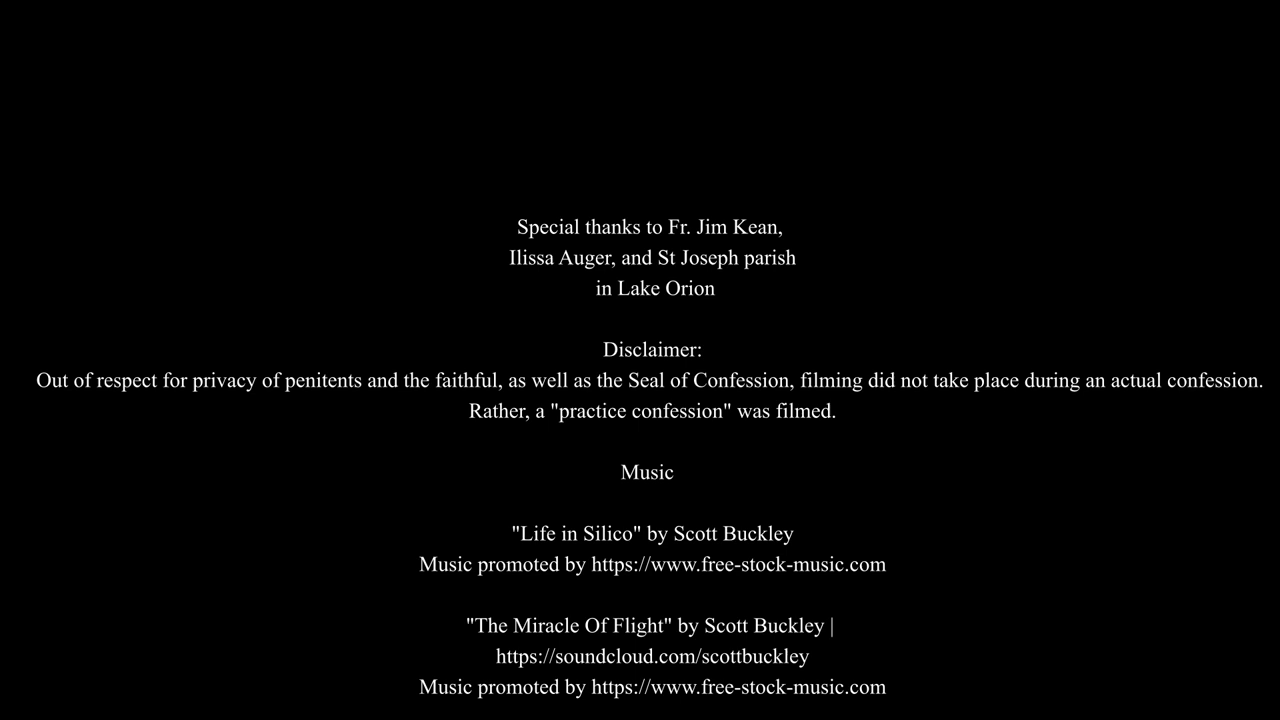 Special thanks to Fr. Jim Kean,
Ilissa Auger, and St Joseph parish
in Lake Orion
Disclaimer:
Out of respect for privacy of penitents and the faithful, as well as the Seal of Confession, filming did not take place during an actual confession.
Rather, a "practice confession" was filmed.
Music
"Life in Silico" by Scott Buckley
Music promoted by https://www.free-stock-music.com
"The Miracle Of Flight" by Scott Buckley |
https://soundcloud.com/scottbuckley
Music promoted by https://www.free-stock-music.com